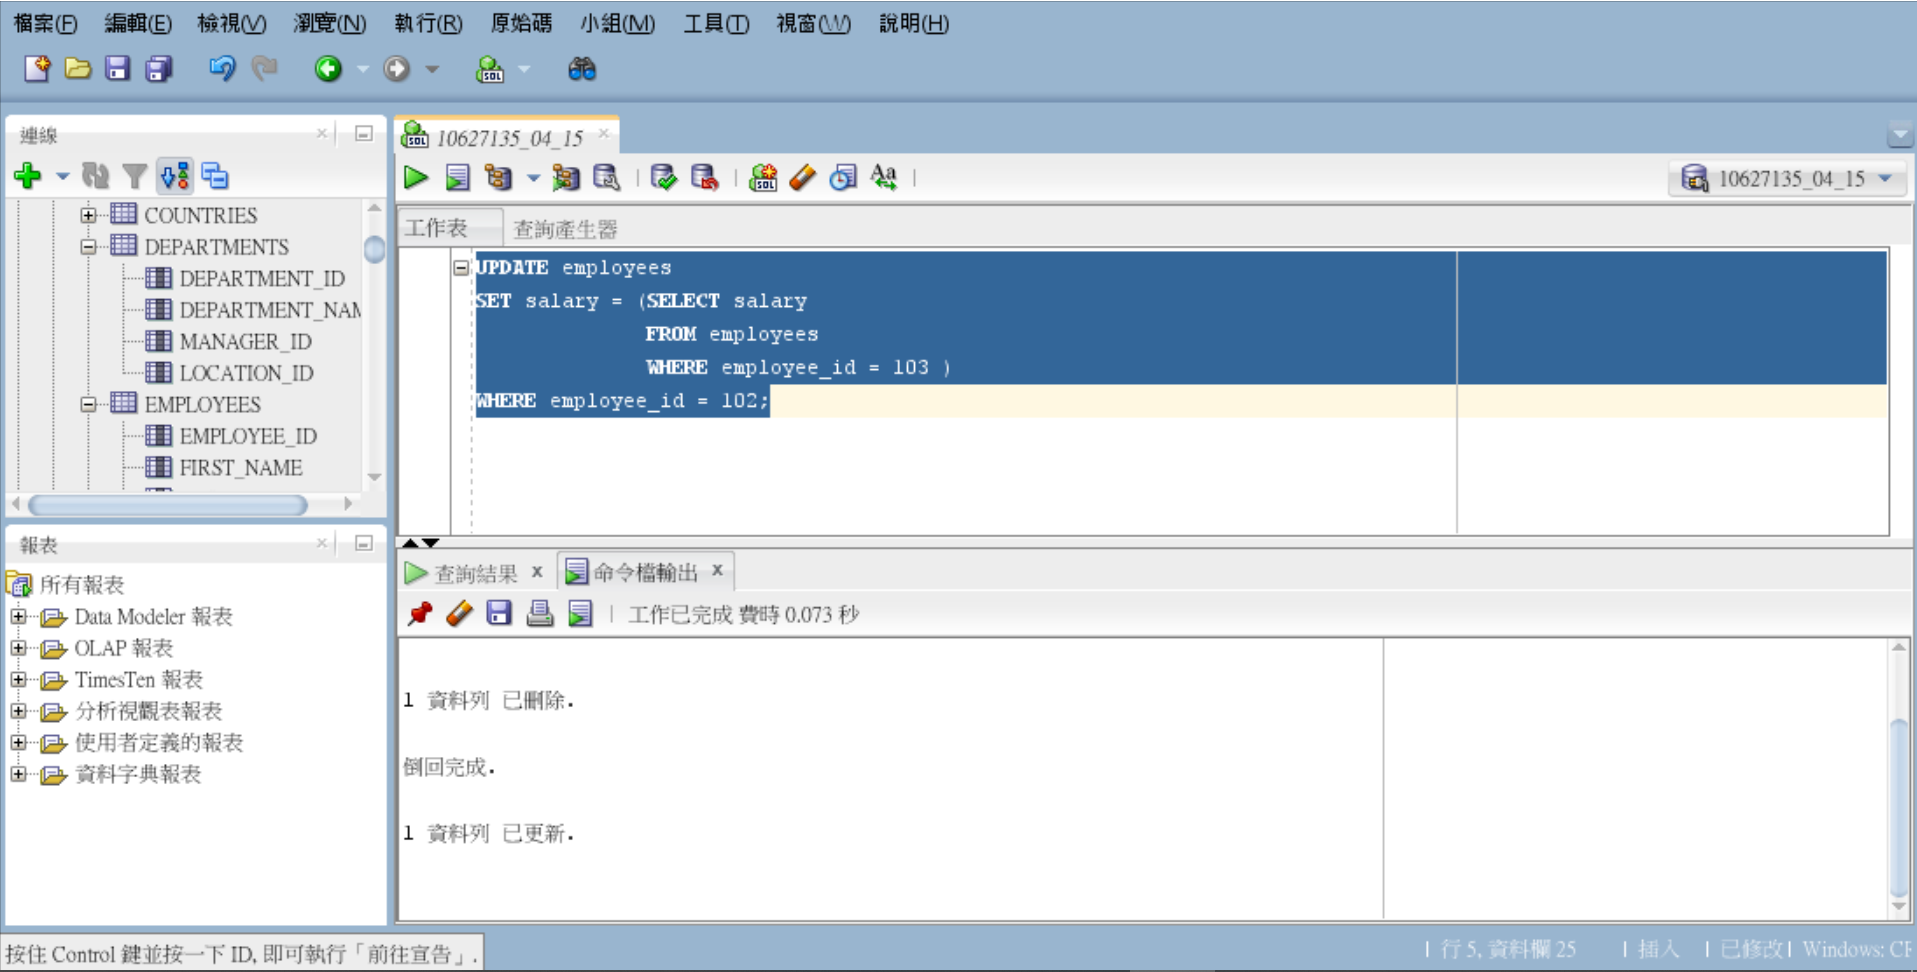 檔案(F) 編輯(E) 檢視(V) 瀏覽(N) 執行(R) 原始碼 小組(M) 工具(T) 視窗(W) 說明(H)
連線
COUNTRIES
DEPARTMENTS
DEPARTMENT_ID
DEPARTMENT_NAM
MANAGER_ID
LOCATION_ID
EMPLOYEES
EMPLOYEE_ID
FIRST_NAME
報表
所有報表
Data Modeler 報表
OLAP 報表
TimesTen 報表
分析視觀表報表
使用者定義的報表
資料字典報表
10627135_04_15
10627135_04_15
工作表 查詢產生器
UPDATE employees
SET salary = (SELECT salary
FROM employees
WHERE employee_id = 103 )
WHERE employee_id = 102;
查詢結果 x 命令檔輸出 x
工作已完成 費時 0.073 秒
1 資料列 已刪除.
倒回完成.
1 資料列 已更新.
按住 Control 鍵並按一下 ID, 即可執行「前往宣告」.
| 行 5, 資料欄 25 | 插入 | 已修改| Windows: CF